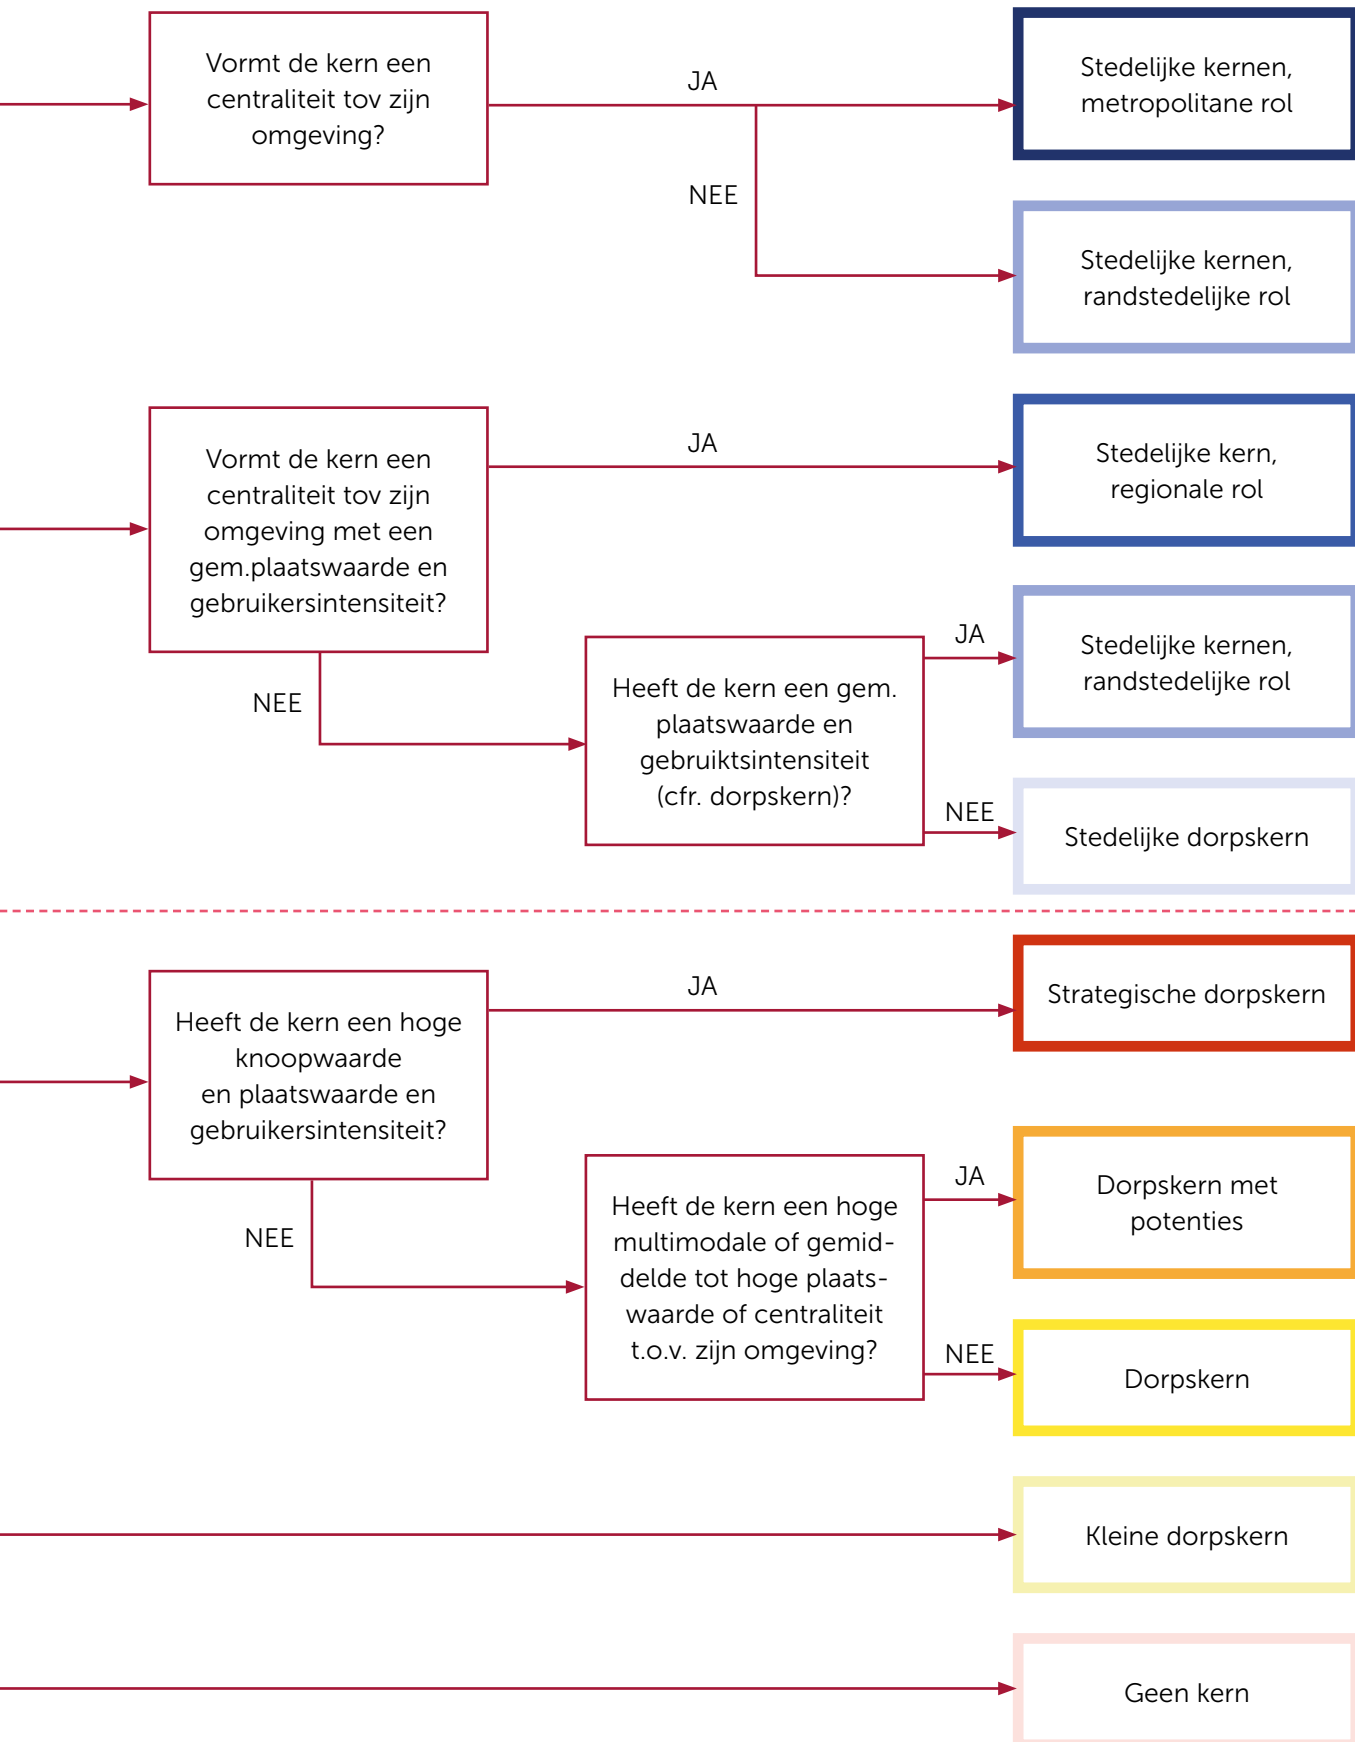 Vormt de kern een
centraliteit tov zijn
omgeving?
JA
NEE
Stedelijke kernen,
metropolitane rol
Stedelijke kernen,
randstedelijke rol
Vormt de kern een
centraliteit tov zijn
omgeving met een
gem.plaatswaarde en
gebruikersintensiteit?
JA
Stedelijke kern,
regionale rol
NEE
Heeft de kern een gem.
plaatswaarde en
gebruiktsintensiteit
(cfr. dorpskern)?
JA
Stedelijke kernen,
randstedelijke rol
NEE
Stedelijke dorpskern
Heeft de kern een hoge
knoopwaarde
en plaatswaarde en
gebruikersintensiteit?
JA
Strategische dorpskern
NEE
Heeft de kern een hoge
multimodale of gemid-
delde tot hoge plaats-
waarde of centraliteit
t.o.v. zijn omgeving?
JA
Dorpskern met
potenties
NEE
Dorpskern
Kleine dorpskern
Geen kern